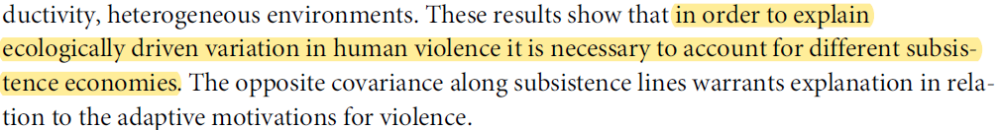 ductivity, heterogeneous environments. These results show that in order to explain
ecologically driven variation in human violence it is necessary to account for different subsis-
tence economies. The opposite covariance along subsistence lines warrants explanation in rela-
tion to the adaptive motivations for violence.